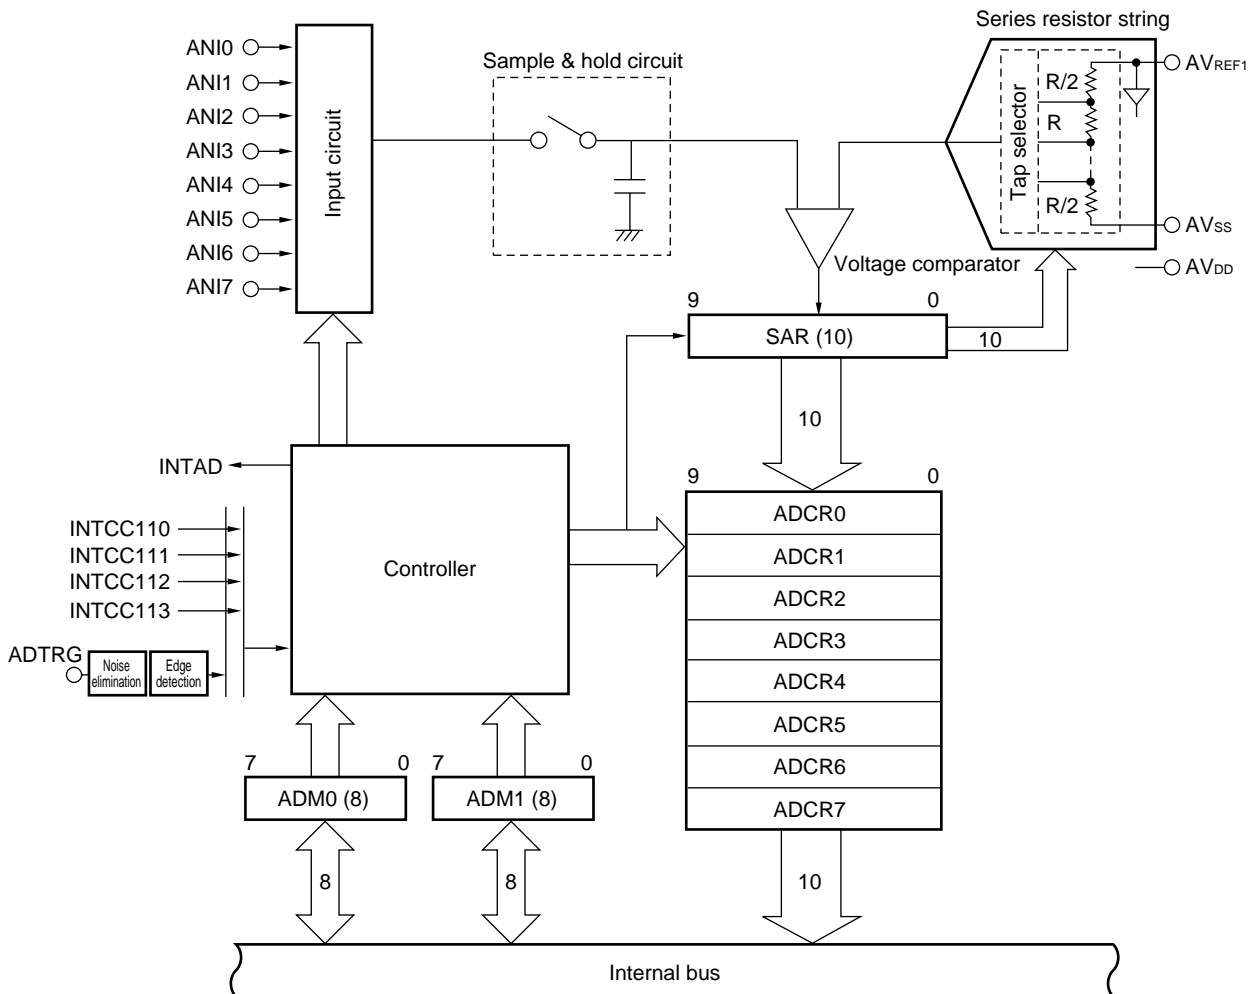 Series resistor string
ANI0
ANI1
ANI2
ANI3
ANI4
ANI5
ANI6
ANI7
Input circuit
Sample & hold circuit
Tap selector
R/2
R
R/2
AVREF1
AVSS
AVDD
Voltage comparator
9 0
SAR (10)
10
10
INTAD
INTCC110
INTCC111
INTCC112
INTCC113
ADTRG
Noise
elimination
Edge
detection
Controller
9 0
ADCR0
ADCR1
ADCR2
ADCR3
ADCR4
ADCR5
ADCR6
ADCR7
7 0
ADM0 (8)
7 0
ADM1 (8)
8
8
10
Internal bus